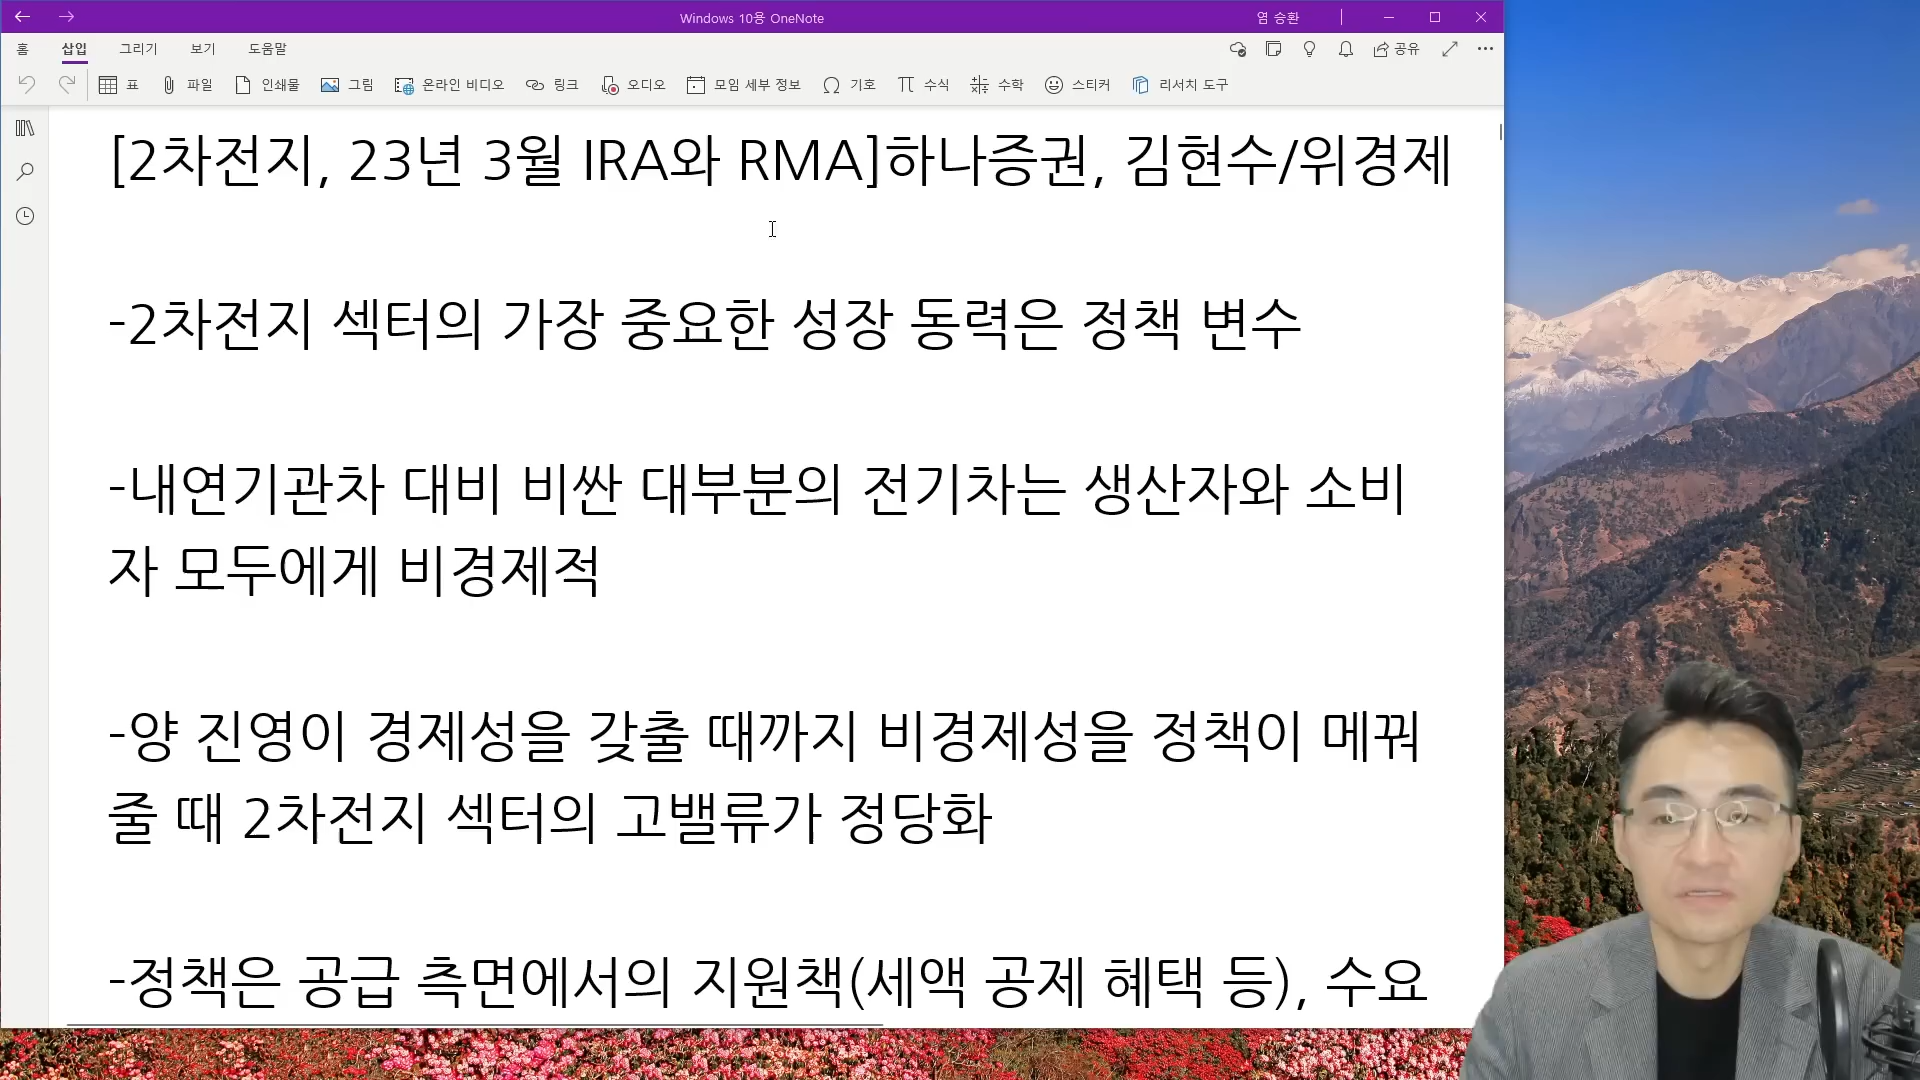 Windows 10용 OneNote
염 승환
홈 삽입 그리기 보기 도움말 공유
표 파일 인쇄물 그림 온라인 비디오 링크 오디오 모임 세부 정보 기호 수식 수학 스티커 리서치 도구
[2차전지, 23년 3월 IRA와 RMA]하나증권, 김현수/위경제
-2차전지 섹터의 가장 중요한 성장 동력은 정책 변수
-내연기관차 대비 비싼 대부분의 전기차는 생산자와 소비
자 모두에게 비경제적
-양 진영이 경제성을 갖출 때까지 비경제성을 정책이 메꿔
줄 때 2차전지 섹터의 고밸류가 정당화
-정책은 공급 측면에서의 지원책(세액 공제 혜택 등), 수요